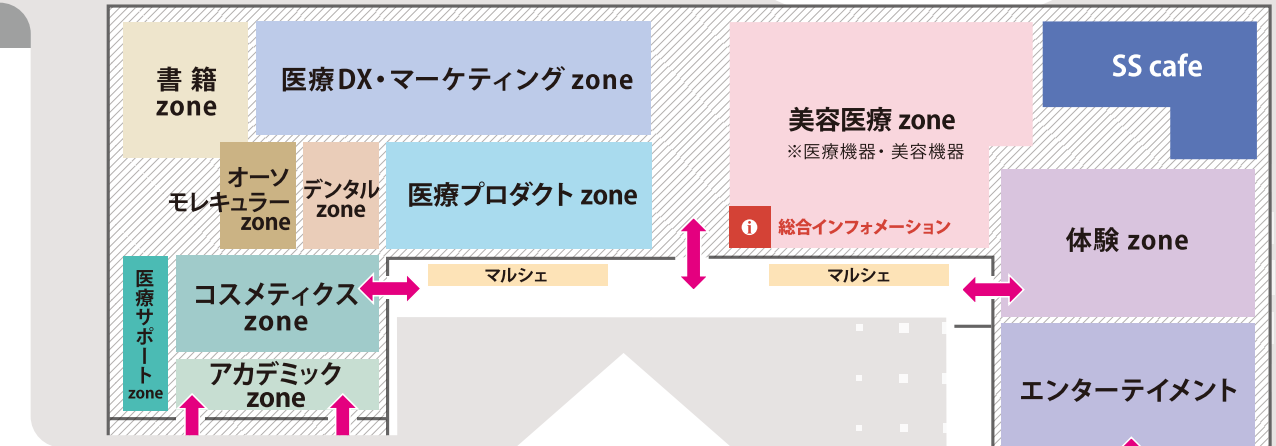 書籍
zone
医療DX・マーケティング zone
美容医療 zone
※医療機器・美容機器
SS cafe
オーソ
モレキュラー
zone
デンタル
zone
医療プロダクト zone
i 総合インフォメーション
体験 zone
医療サポート
zone
コスメティクス
zone
マルシェ
マルシェ
アカデミック
zone
エンターテイメント